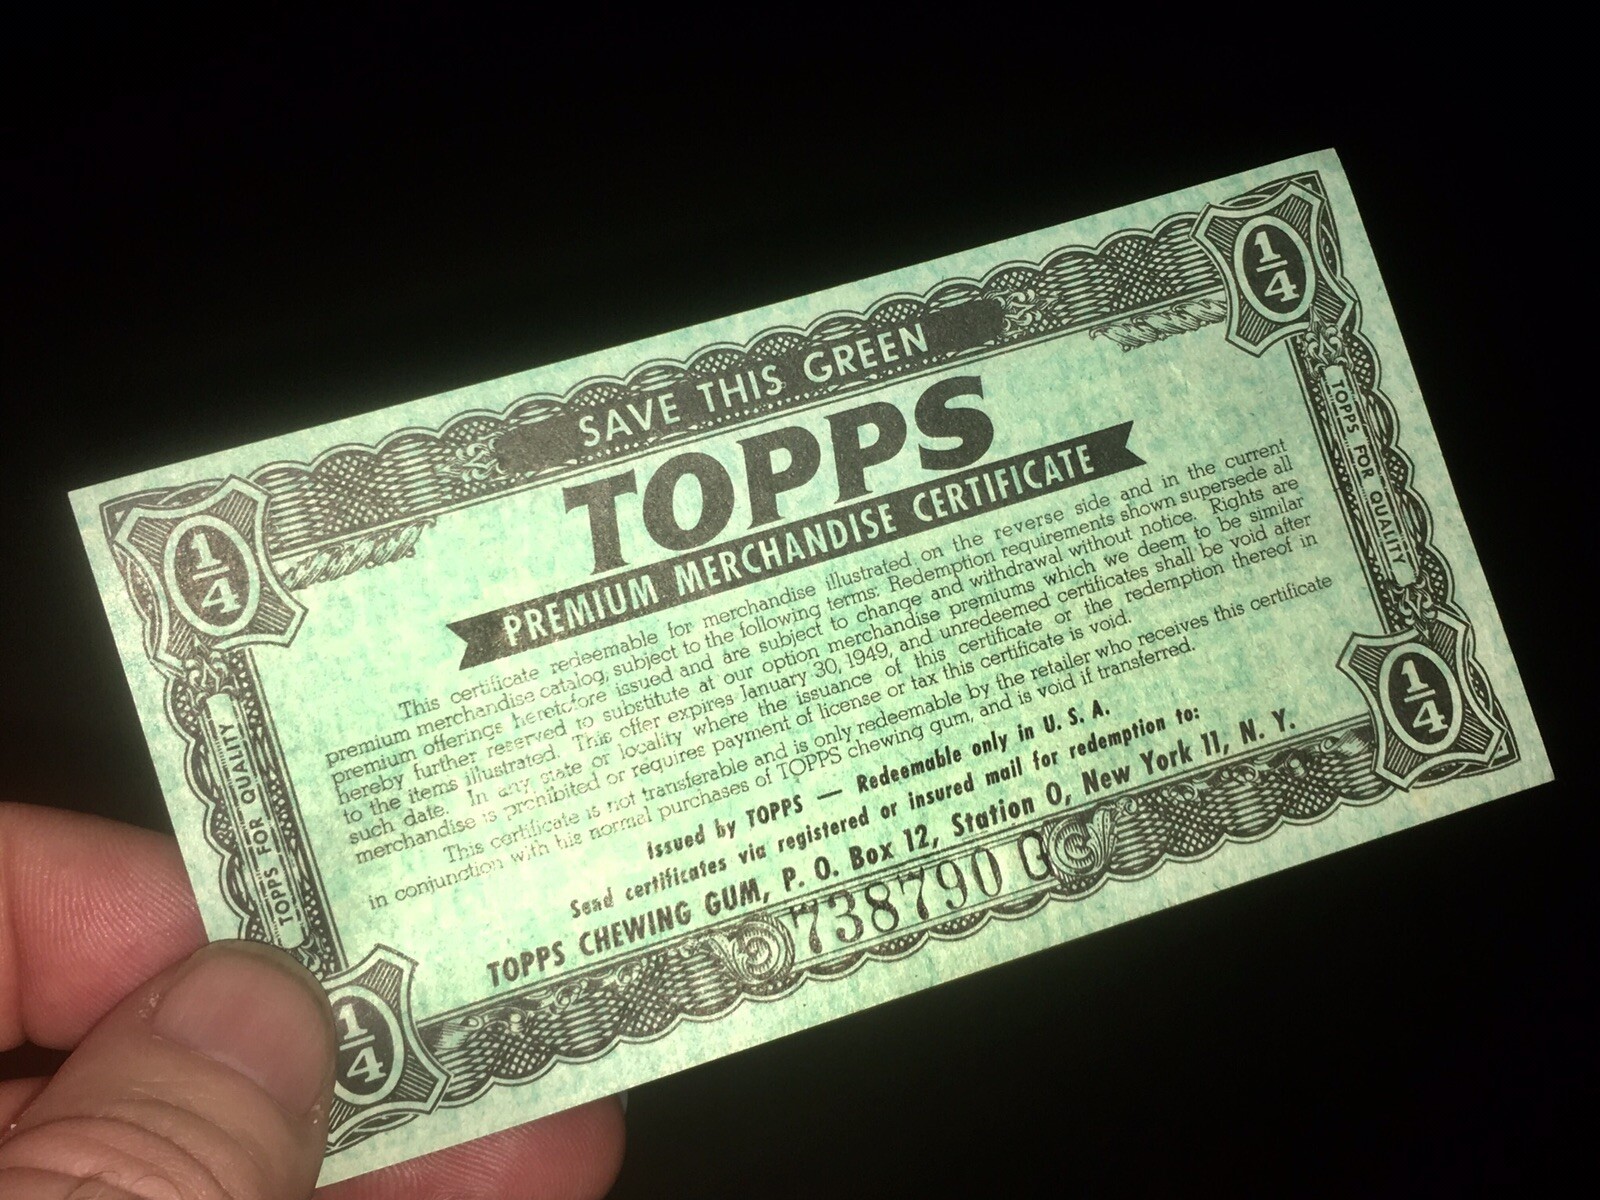 1/4
1/4
SAVE THIS GREEN
TOPPS
PREMIUM MERCHANDISE CERTIFICATE
This certificate redeemable for merchandise illustrated on the reverse side and in the current
premium merchandise catalog, subject to the following terms: Redemption requirements shown supersede all
premium offerings heretofore issued and are subject to change and withdrawal without notice. Rights are
hereby further reserved to substitute at our option merchandise premiums which we deem to be similar
to the items illustrated. This offer expires January 30, 1949, and unredeemed certificates shall be void after
such date. In any state or locality where the issuance of this certificate or the redemption thereof in
merchandise is prohibited or requires payment of license or tax this certificate is void.
This certificate is not transferable and is only redeemable by the retailer who receives this certificate
in conjunction with his normal purchases of TOPPS chewing gum, and is void if transferred.
Issued by TOPPS — Redeemable only in U. S. A.
Send certificates via registered or insured mail for redemption to:
TOPPS CHEWING GUM, P. O. Box 12, Station O, New York 11, N. Y.
738790 G
TOPPS FOR QUALITY
TOPPS FOR QUALITY
1/4
1/4